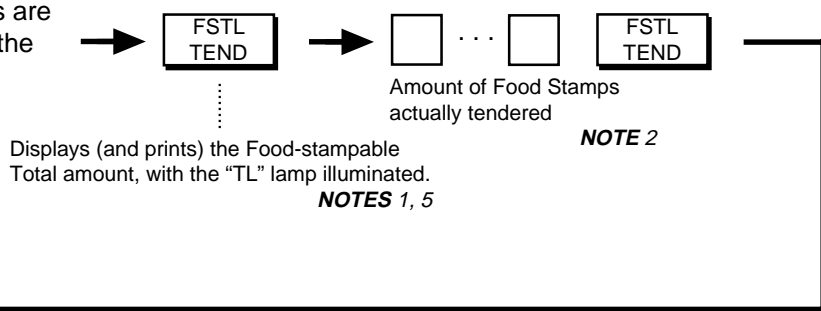 s are
the
FSTL
TEND
. . .
FSTL
TEND
Amount of Food Stamps
actually tendered
NOTE 2
Displays (and prints) the Food-stampable
Total amount, with the “TL” lamp illuminated.
NOTES 1, 5